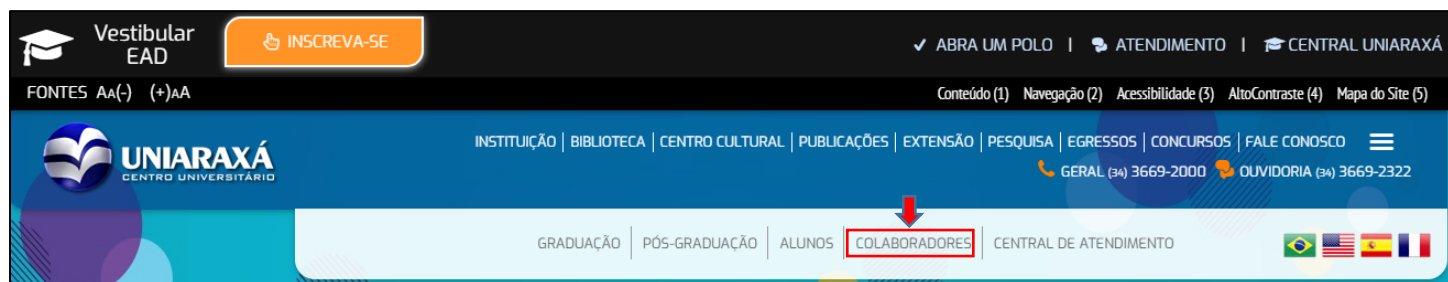 Vestibular
EAD
INSCREVA-SE
ABRA UM POLO | ATENDIMENTO | CENTRAL UNIARAXÁ
FONTES AA(-) (+)AA
Conteúdo (1) Navegação (2) Acessibilidade (3) AltoContraste (4) Mapa do Site (5)
UNIARAXÁ
CENTRO UNIVERSITÁRIO
INSTITUIÇÃO | BIBLIOTECA | CENTRO CULTURAL | PUBLICAÇÕES | EXTENSÃO | PESQUISA | EGRESSOS | CONCURSOS | FALE CONOSCO
GERAL (34) 3669-2000 OUVIDORIA (34) 3669-2322
GRADUAÇÃO | PÓS-GRADUAÇÃO | ALUNOS | COLABORADORES | CENTRAL DE ATENDIMENTO